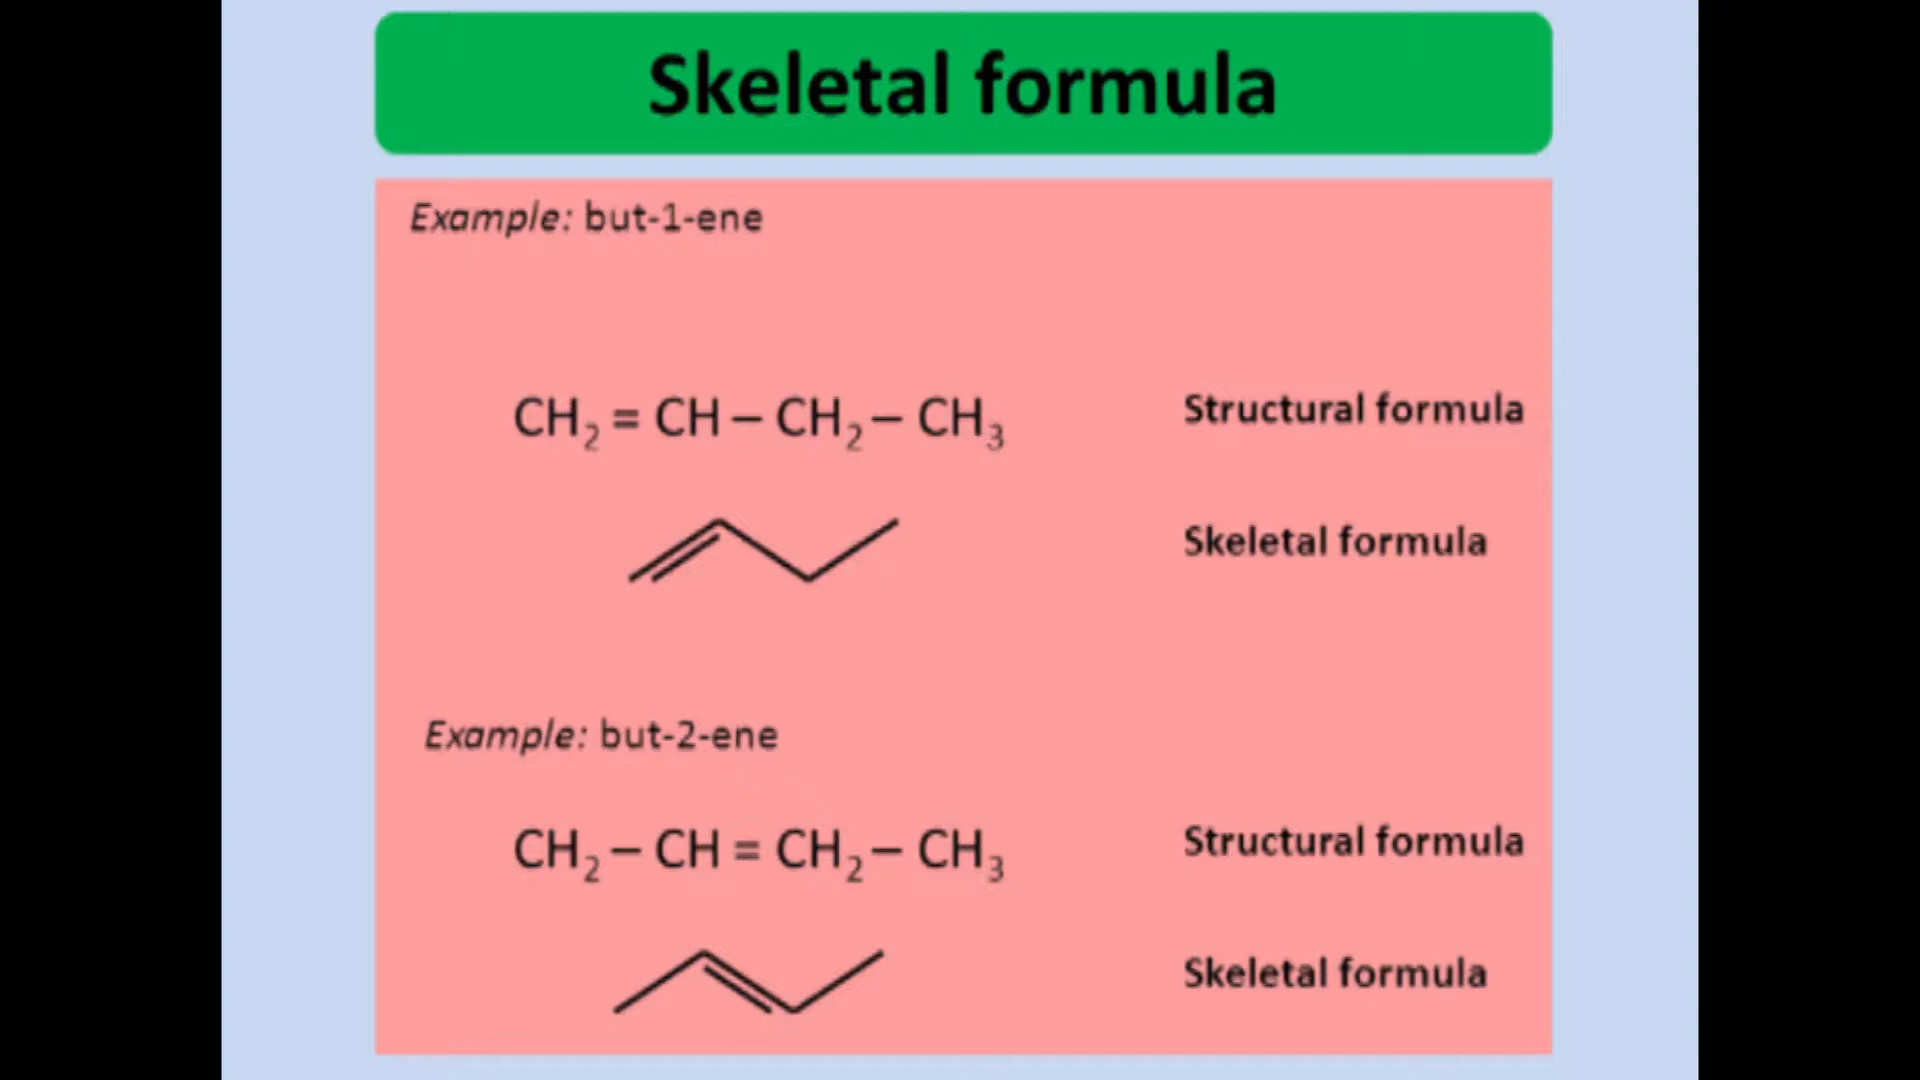 Skeletal formula
Example: but-1-ene
CH₂ = CH – CH₂ – CH₃
Structural formula
Skeletal formula
Example: but-2-ene
CH₂ – CH = CH₂ – CH₃
Structural formula
Skeletal formula